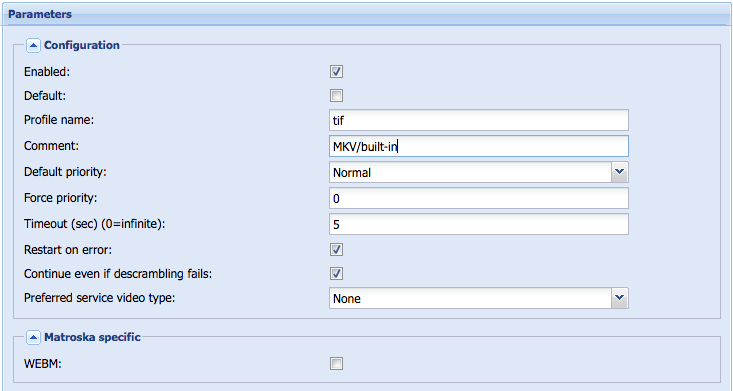 Parameters
Configuration
Enabled:
Default:
Profile name: tif
Comment: MKV/built-in
Default priority: Normal
Force priority: 0
Timeout (sec) (0=infinite): 5
Restart on error:
Continue even if descrambling fails:
Preferred service video type: None
Matroska specific
WEBM: